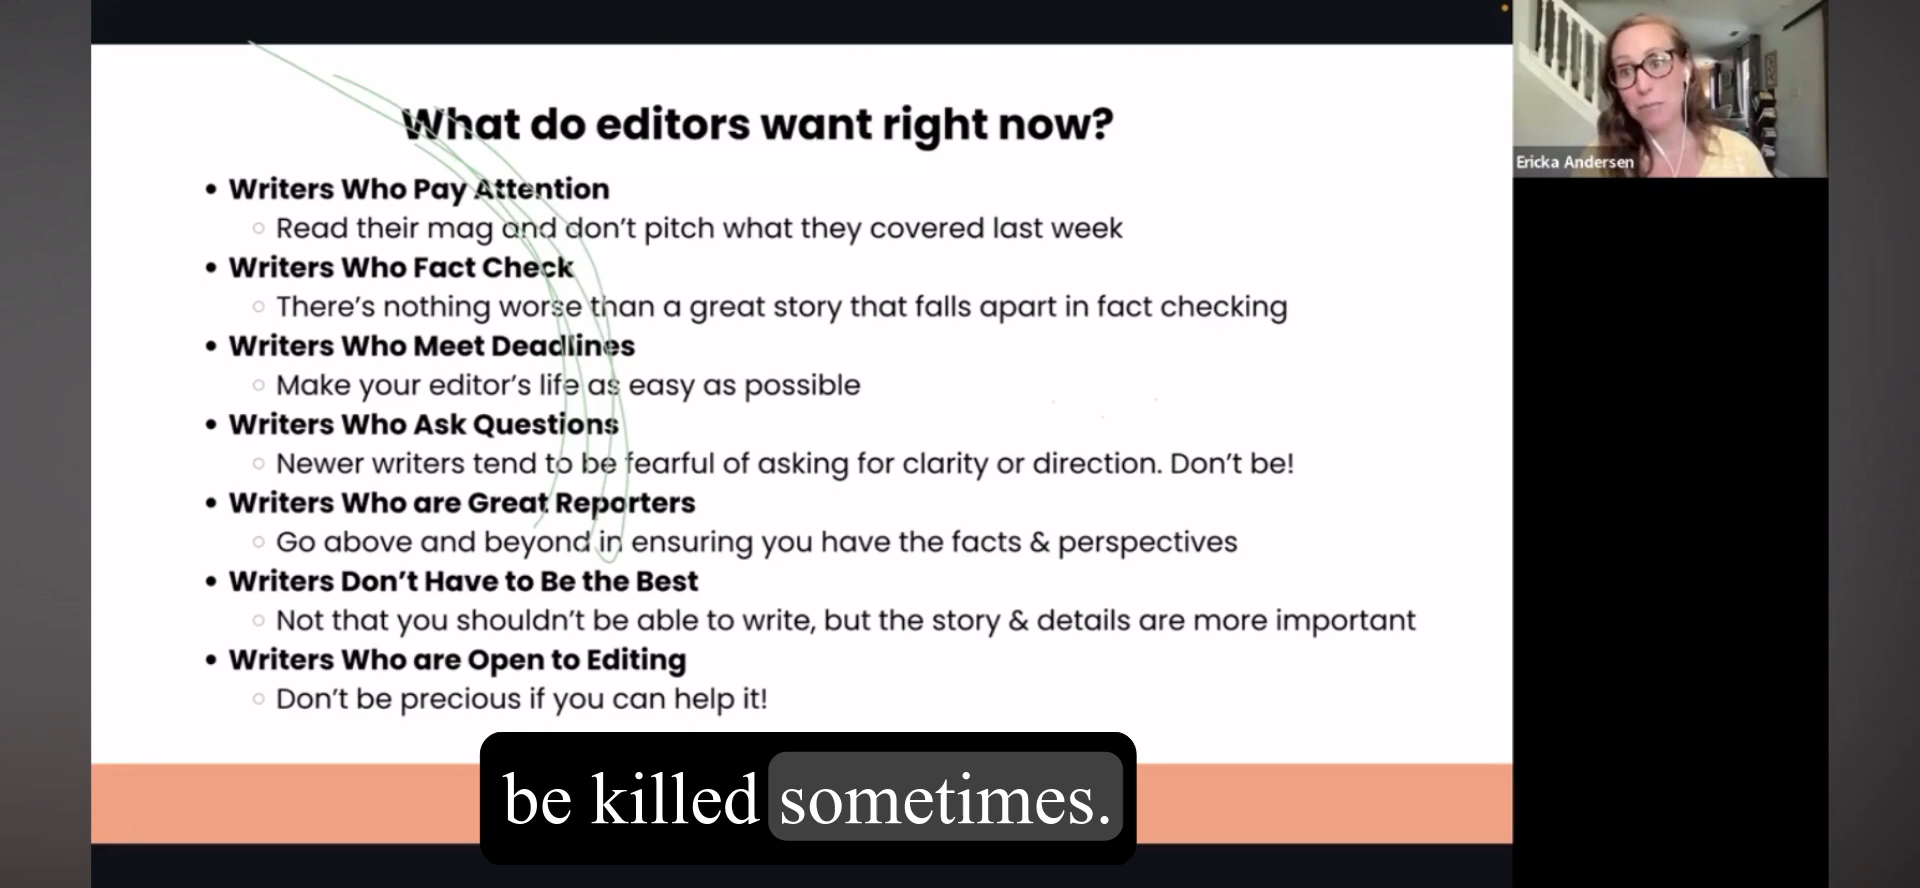 What do editors want right now?
• Writers Who Pay Attention
○ Read their mag and don't pitch what they covered last week
• Writers Who Fact Check
○ There's nothing worse than a great story that falls apart in fact checking
• Writers Who Meet Deadlines
○ Make your editor's life as easy as possible
• Writers Who Ask Questions
○ Newer writers tend to be fearful of asking for clarity or direction. Don't be!
• Writers Who are Great Reporters
○ Go above and beyond in ensuring you have the facts & perspectives
• Writers Don't Have to Be the Best
○ Not that you shouldn't be able to write, but the story & details are more important
• Writers Who are Open to Editing
○ Don't be precious if you can help it!
be killed sometimes.
Ericka Andersen